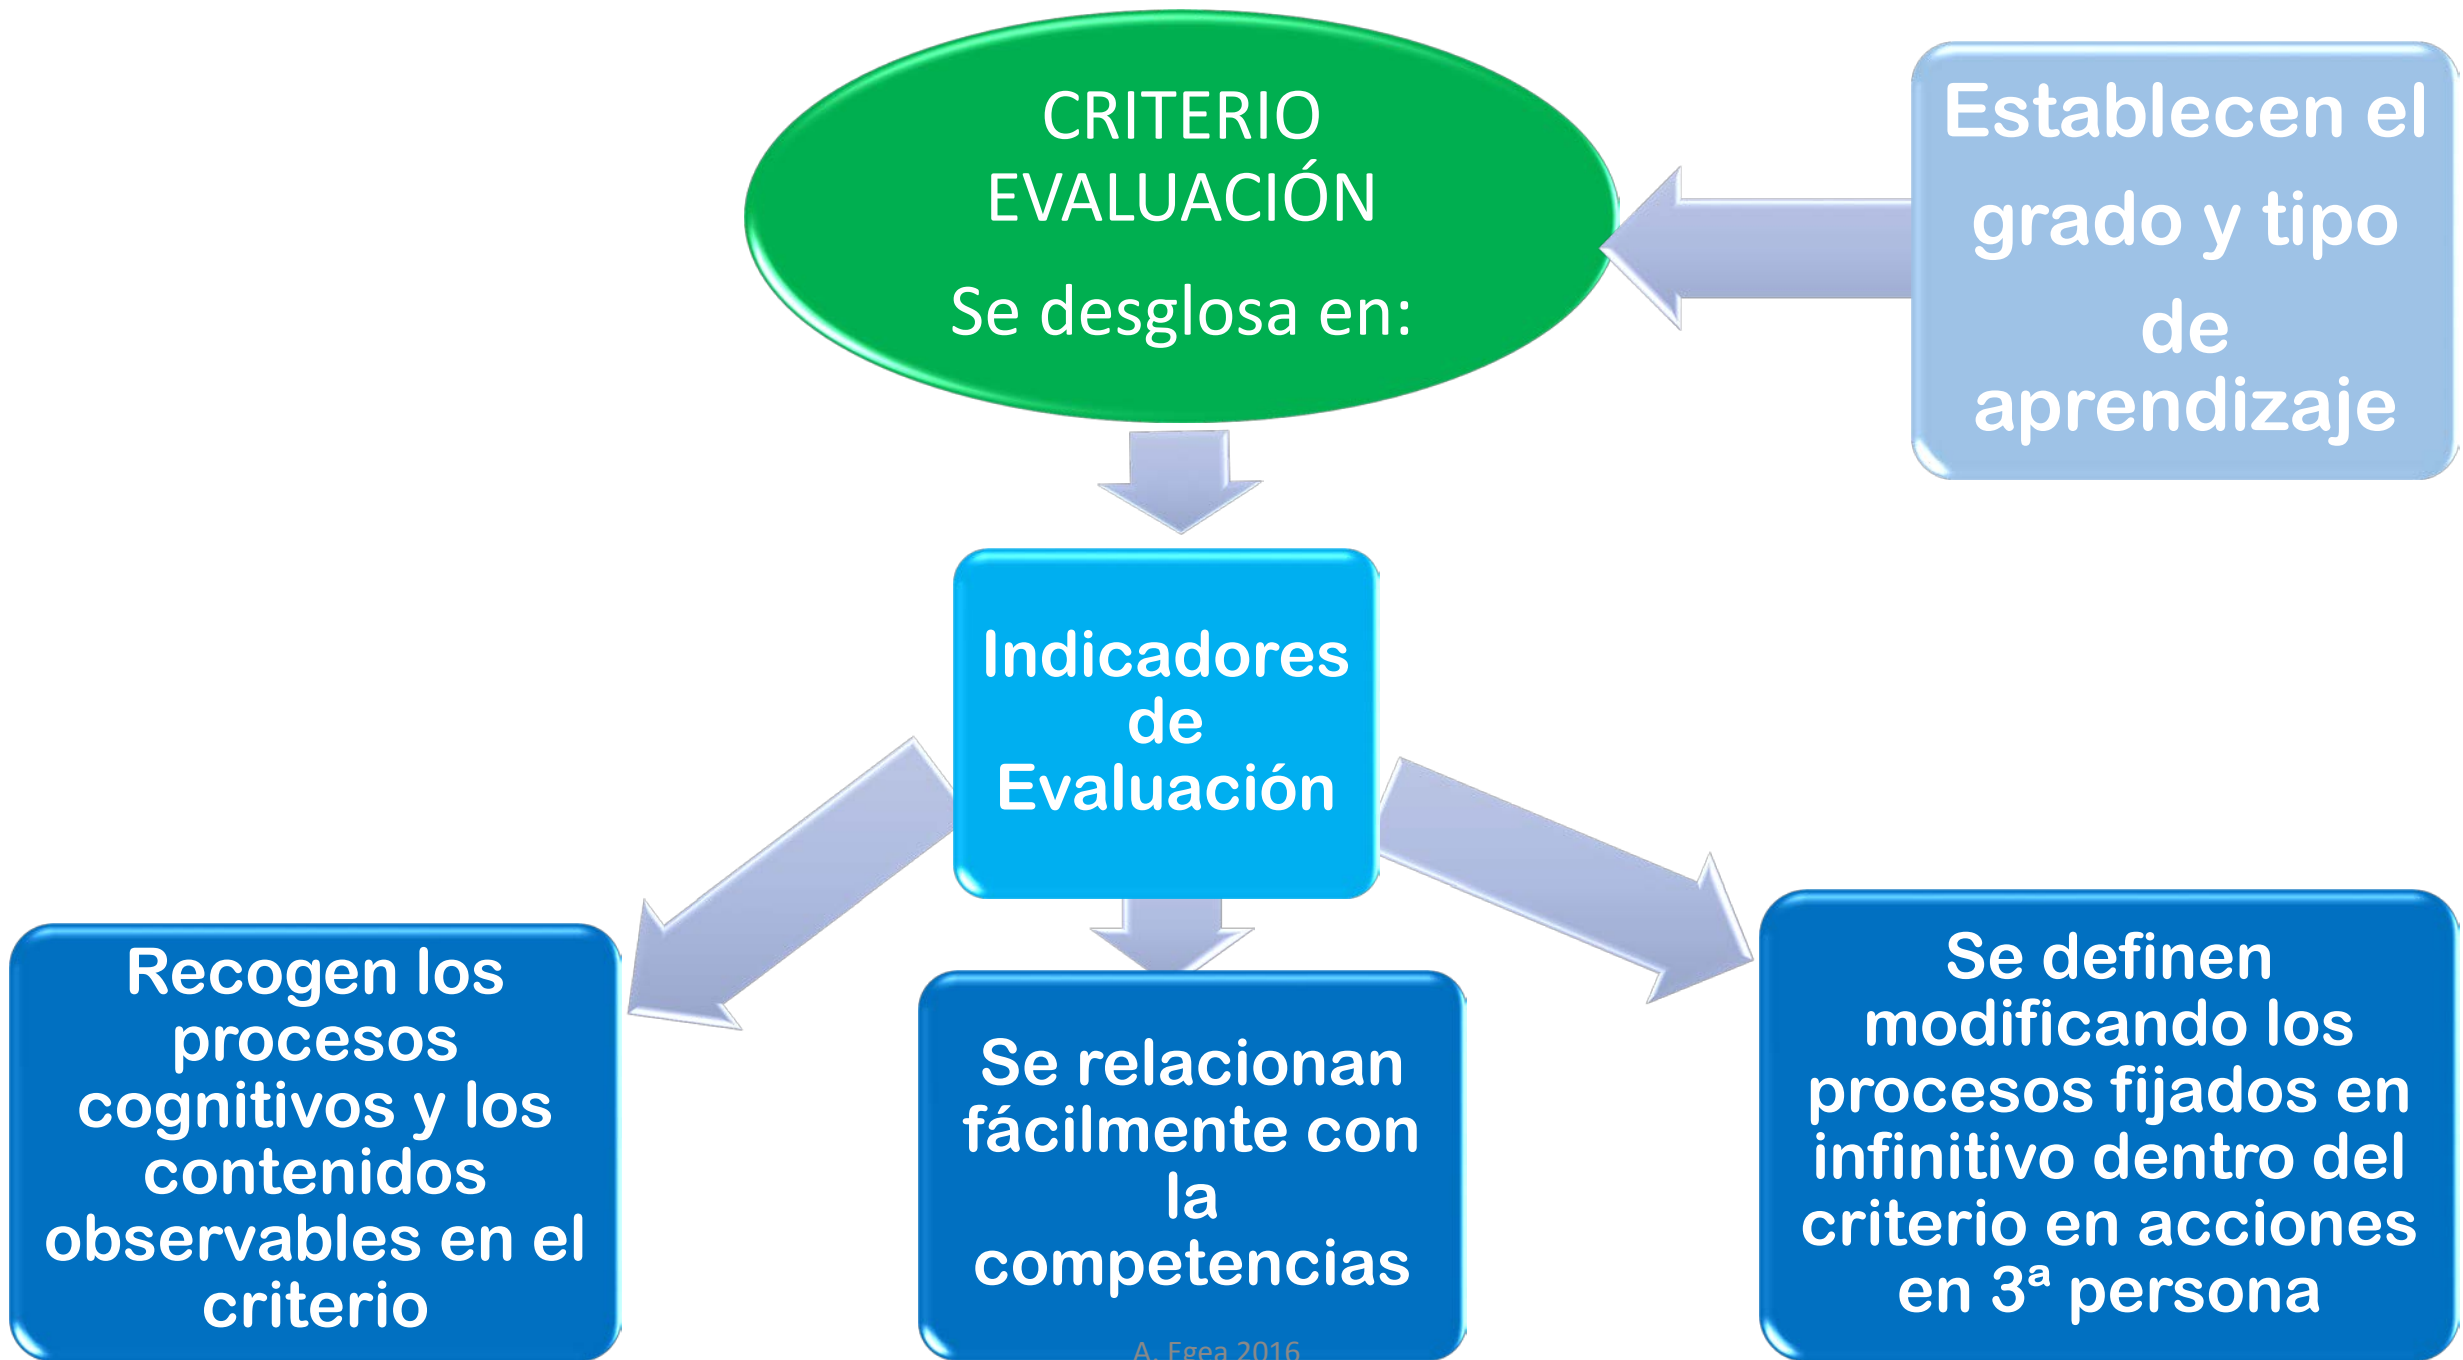 CRITERIO
EVALUACIÓN
Se desglosa en:
Establecen el
grado y tipo
de
aprendizaje
Indicadores
de
Evaluación
Recogen los
procesos
cognitivos y los
contenidos
observables en el
criterio
Se relacionan
fácilmente con
la
competencias
Se definen
modificando los
procesos fijados en
infinitivo dentro del
criterio en acciones
en 3ª persona
A. Egea 2016